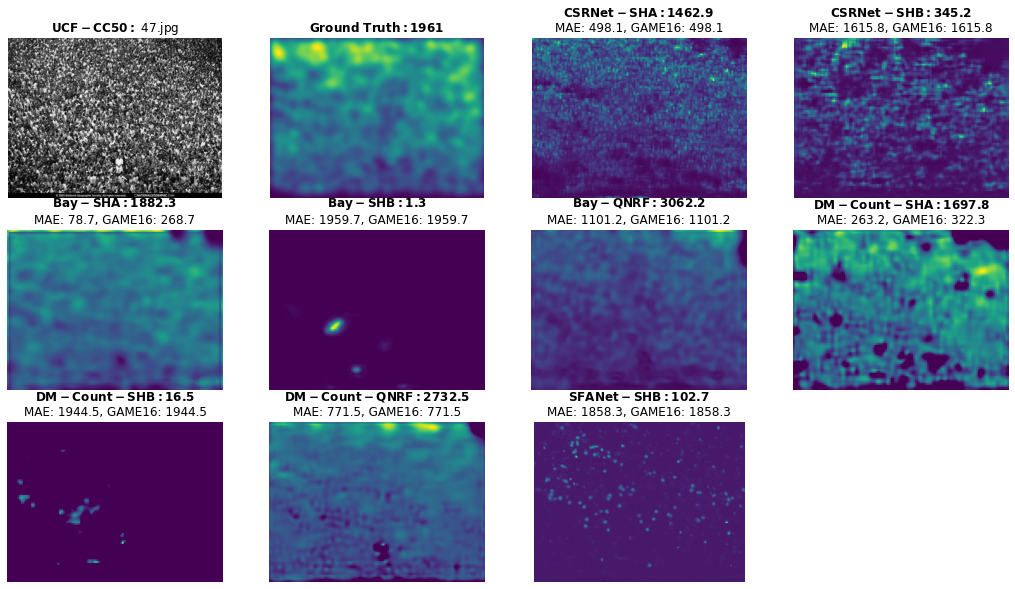 UCF − CC50 : 47.jpg
Ground Truth : 1961
CSRNet − SHA : 1462.9
MAE: 498.1, GAME16: 498.1
CSRNet − SHB : 345.2
MAE: 1615.8, GAME16: 1615.8
Bay − SHA : 1882.3
MAE: 78.7, GAME16: 268.7
Bay − SHB : 1.3
MAE: 1959.7, GAME16: 1959.7
Bay − QNRF : 3062.2
MAE: 1101.2, GAME16: 1101.2
DM − Count − SHA : 1697.8
MAE: 263.2, GAME16: 322.3
DM − Count − SHB : 16.5
MAE: 1944.5, GAME16: 1944.5
DM − Count − QNRF : 2732.5
MAE: 771.5, GAME16: 771.5
SFANet − SHB : 102.7
MAE: 1858.3, GAME16: 1858.3